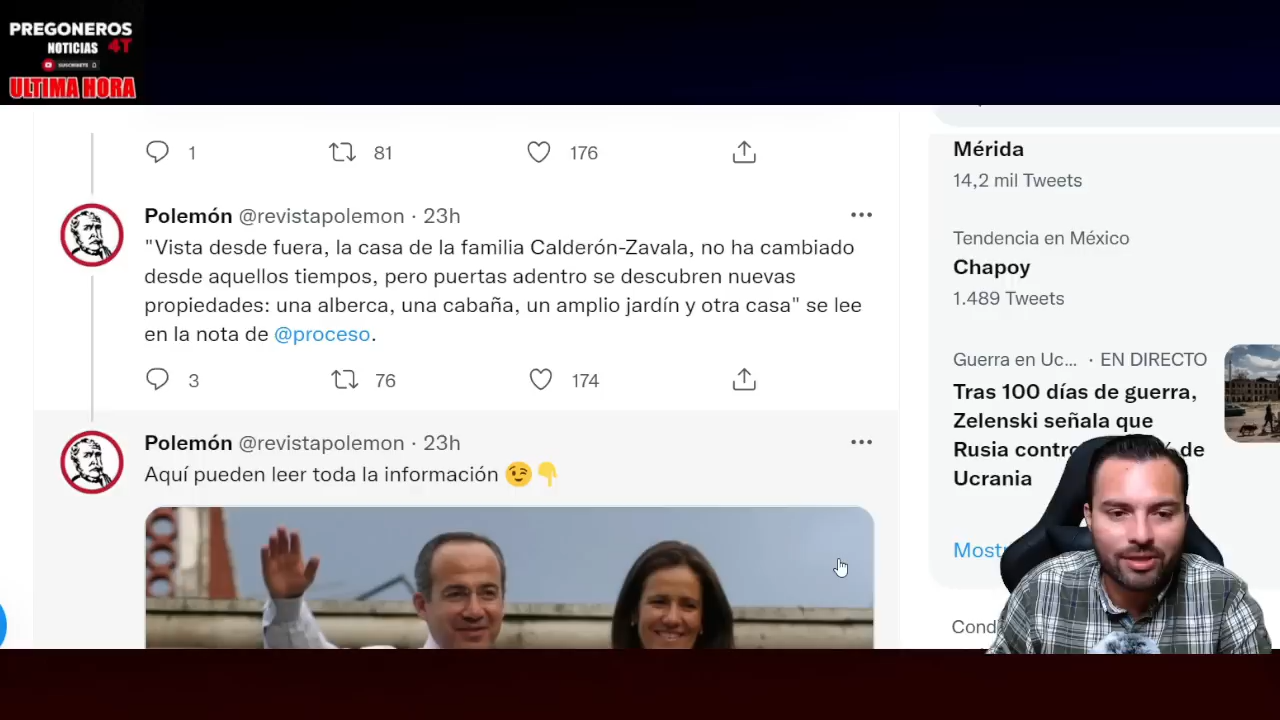 PREGONEROS
NOTICIAS 4T
SUSCRIBETE
ULTIMA HORA
1 81 176
Polemón @revistapolemon · 23h
"Vista desde fuera, la casa de la familia Calderón-Zavala, no ha cambiado
desde aquellos tiempos, pero puertas adentro se descubren nuevas
propiedades: una alberca, una cabaña, un amplio jardín y otra casa" se lee
en la nota de @proceso.
3 76 174
Polemón @revistapolemon · 23h
Aquí pueden leer toda la información 😉👇
Mérida
14,2 mil Tweets
Tendencia en México
Chapoy
1.489 Tweets
Guerra en Uc... · EN DIRECTO
Tras 100 días de guerra,
Zelenski señala que
Rusia contro de
Ucrania
Most
Cond